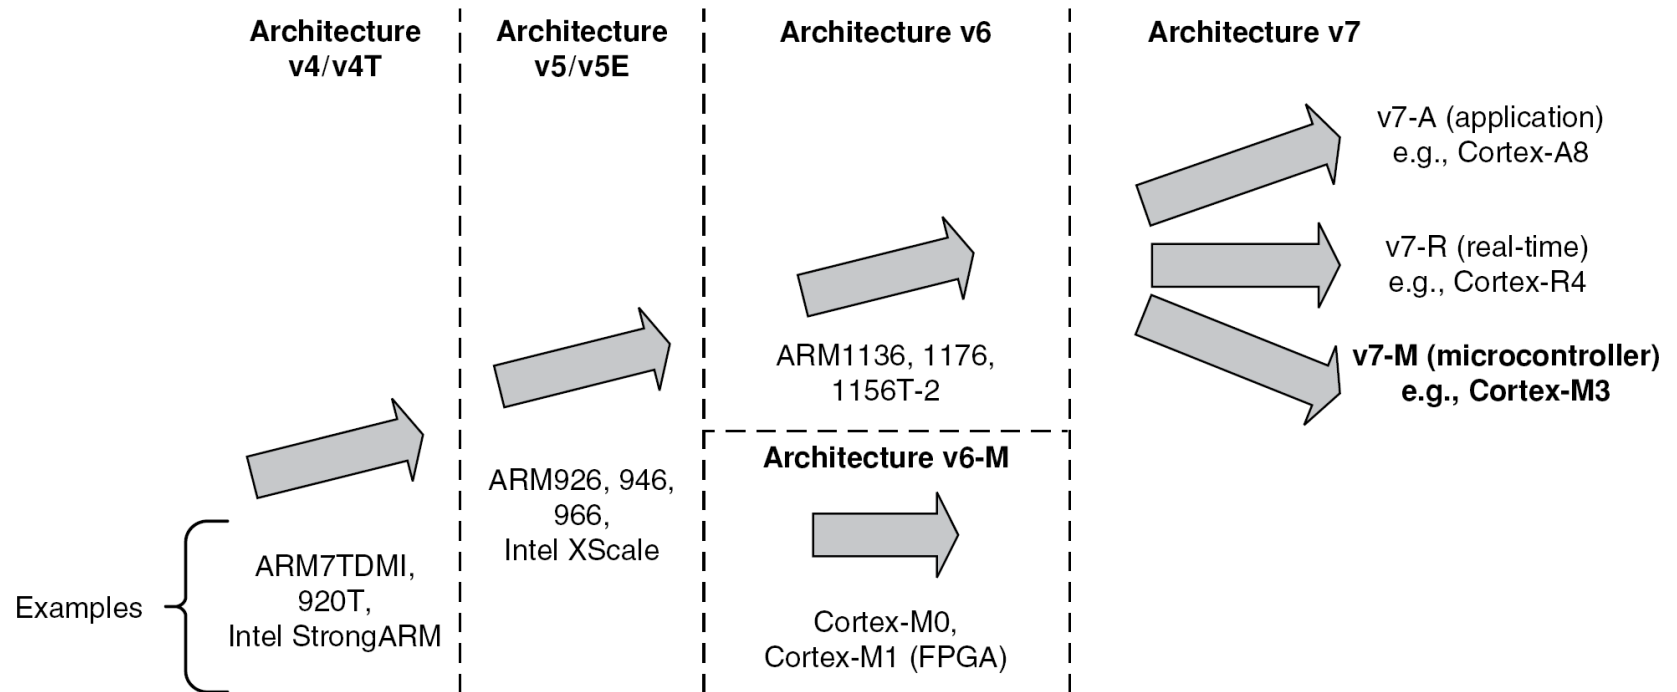 Architecture
v4/v4T
Architecture
v5/v5E
Architecture v6
Architecture v7
v7-A (application)
e.g., Cortex-A8
v7-R (real-time)
e.g., Cortex-R4
v7-M (microcontroller)
e.g., Cortex-M3
ARM1136, 1176,
1156T-2
Architecture v6-M
Cortex-M0,
Cortex-M1 (FPGA)
ARM926, 946,
966,
Intel XScale
Examples
ARM7TDMI,
920T,
Intel StrongARM